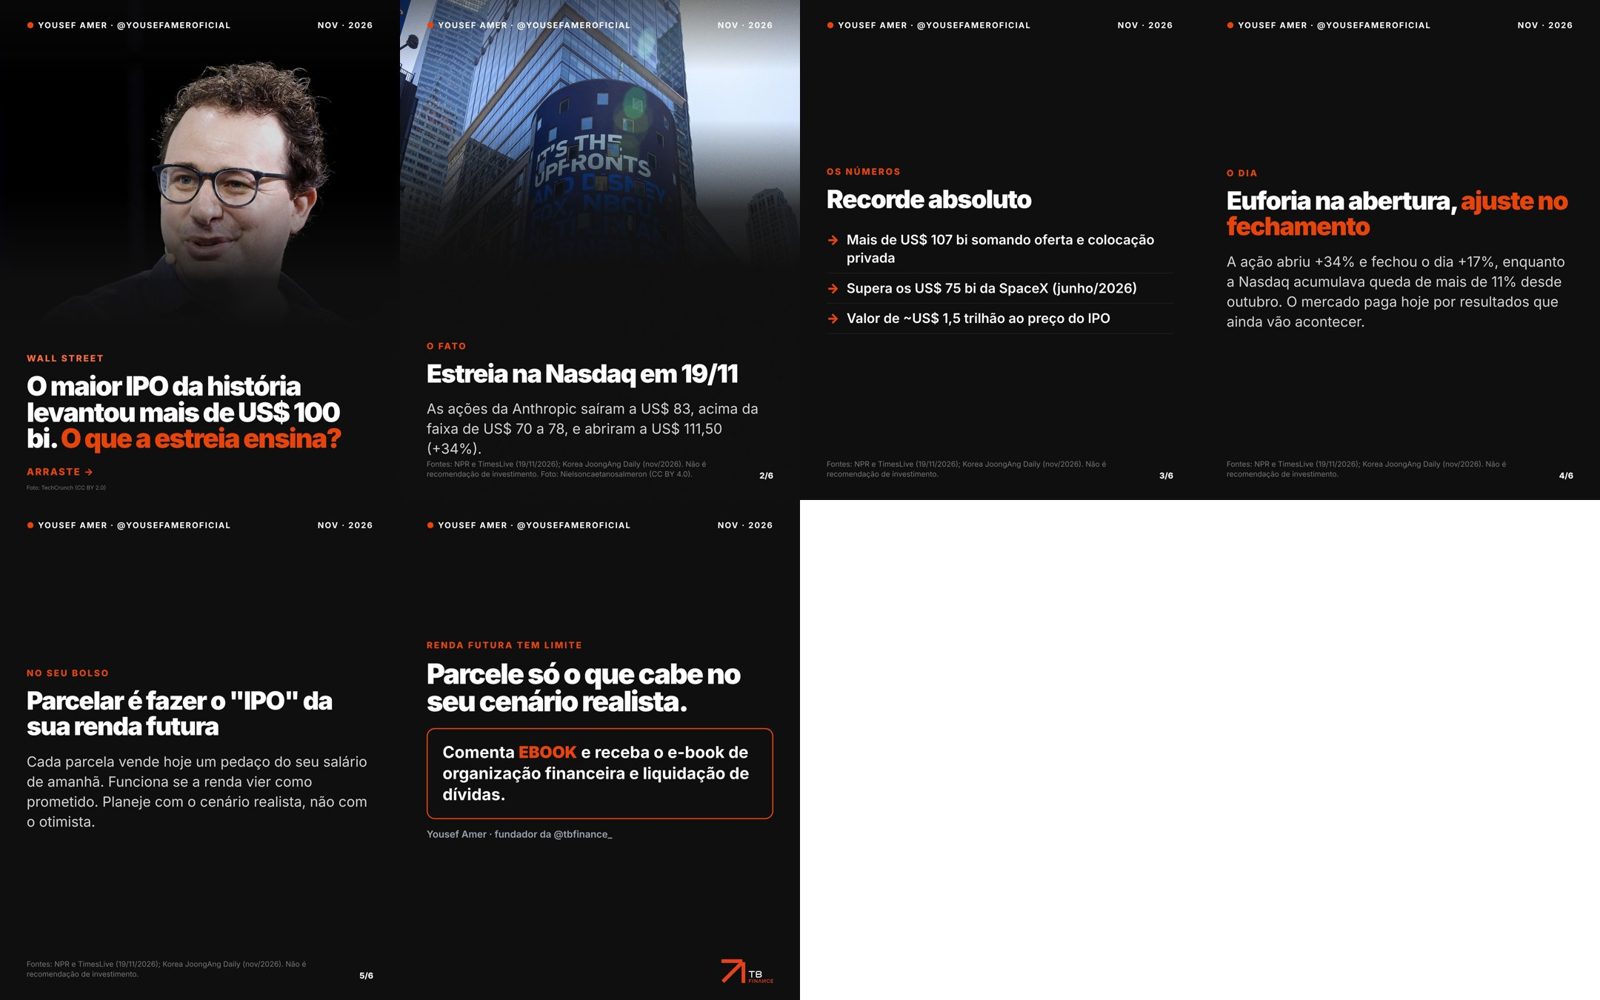 YOUSEF AMER · @YOUSEFAMEROFICIAL
NOV · 2026
WALL STREET
O maior IPO da história
levantou mais de US$ 100
bi. O que a estreia ensina?
ARRASTE →
Foto: TechCrunch (CC BY 2.0)
YOUSEF AMER · @YOUSEFAMEROFICIAL
NOV · 2026
IT'S THE
UPFRONTS
AND DISNEY
FOX, NBCU
O FATO
Estreia na Nasdaq em 19/11
As ações da Anthropic saíram a US$ 83, acima da
faixa de US$ 70 a 78, e abriram a US$ 111,50
(+34%).
Fontes: NPR e TimesLive (19/11/2026); Korea JoongAng Daily (nov/2026). Não é
recomendação de investimento. Foto: Nielsoncaetanosalmeron (CC BY 4.0).
2/6
YOUSEF AMER · @YOUSEFAMEROFICIAL
NOV · 2026
OS NÚMEROS
Recorde absoluto
→ Mais de US$ 107 bi somando oferta e colocação
privada
→ Supera os US$ 75 bi da SpaceX (junho/2026)
→ Valor de ~US$ 1,5 trilhão ao preço do IPO
Fontes: NPR e TimesLive (19/11/2026); Korea JoongAng Daily (nov/2026). Não é
recomendação de investimento.
3/6
YOUSEF AMER · @YOUSEFAMEROFICIAL
NOV · 2026
O DIA
Euforia na abertura, ajuste no
fechamento
A ação abriu +34% e fechou o dia +17%, enquanto
a Nasdaq acumulava queda de mais de 11% desde
outubro. O mercado paga hoje por resultados que
ainda vão acontecer.
Fontes: NPR e TimesLive (19/11/2026); Korea JoongAng Daily (nov/2026). Não é
recomendação de investimento.
4/6
YOUSEF AMER · @YOUSEFAMEROFICIAL
NOV · 2026
NO SEU BOLSO
Parcelar é fazer o "IPO" da
sua renda futura
Cada parcela vende hoje um pedaço do seu salário
de amanhã. Funciona se a renda vier como
prometido. Planeje com o cenário realista, não com
o otimista.
Fontes: NPR e TimesLive (19/11/2026); Korea JoongAng Daily (nov/2026). Não é
recomendação de investimento.
5/6
YOUSEF AMER · @YOUSEFAMEROFICIAL
NOV · 2026
RENDA FUTURA TEM LIMITE
Parcele só o que cabe no
seu cenário realista.
Comenta EBOOK e receba o e-book de
organização financeira e liquidação de
dívidas.
Yousef Amer · fundador da @tbfinance_
TB
FINANCE